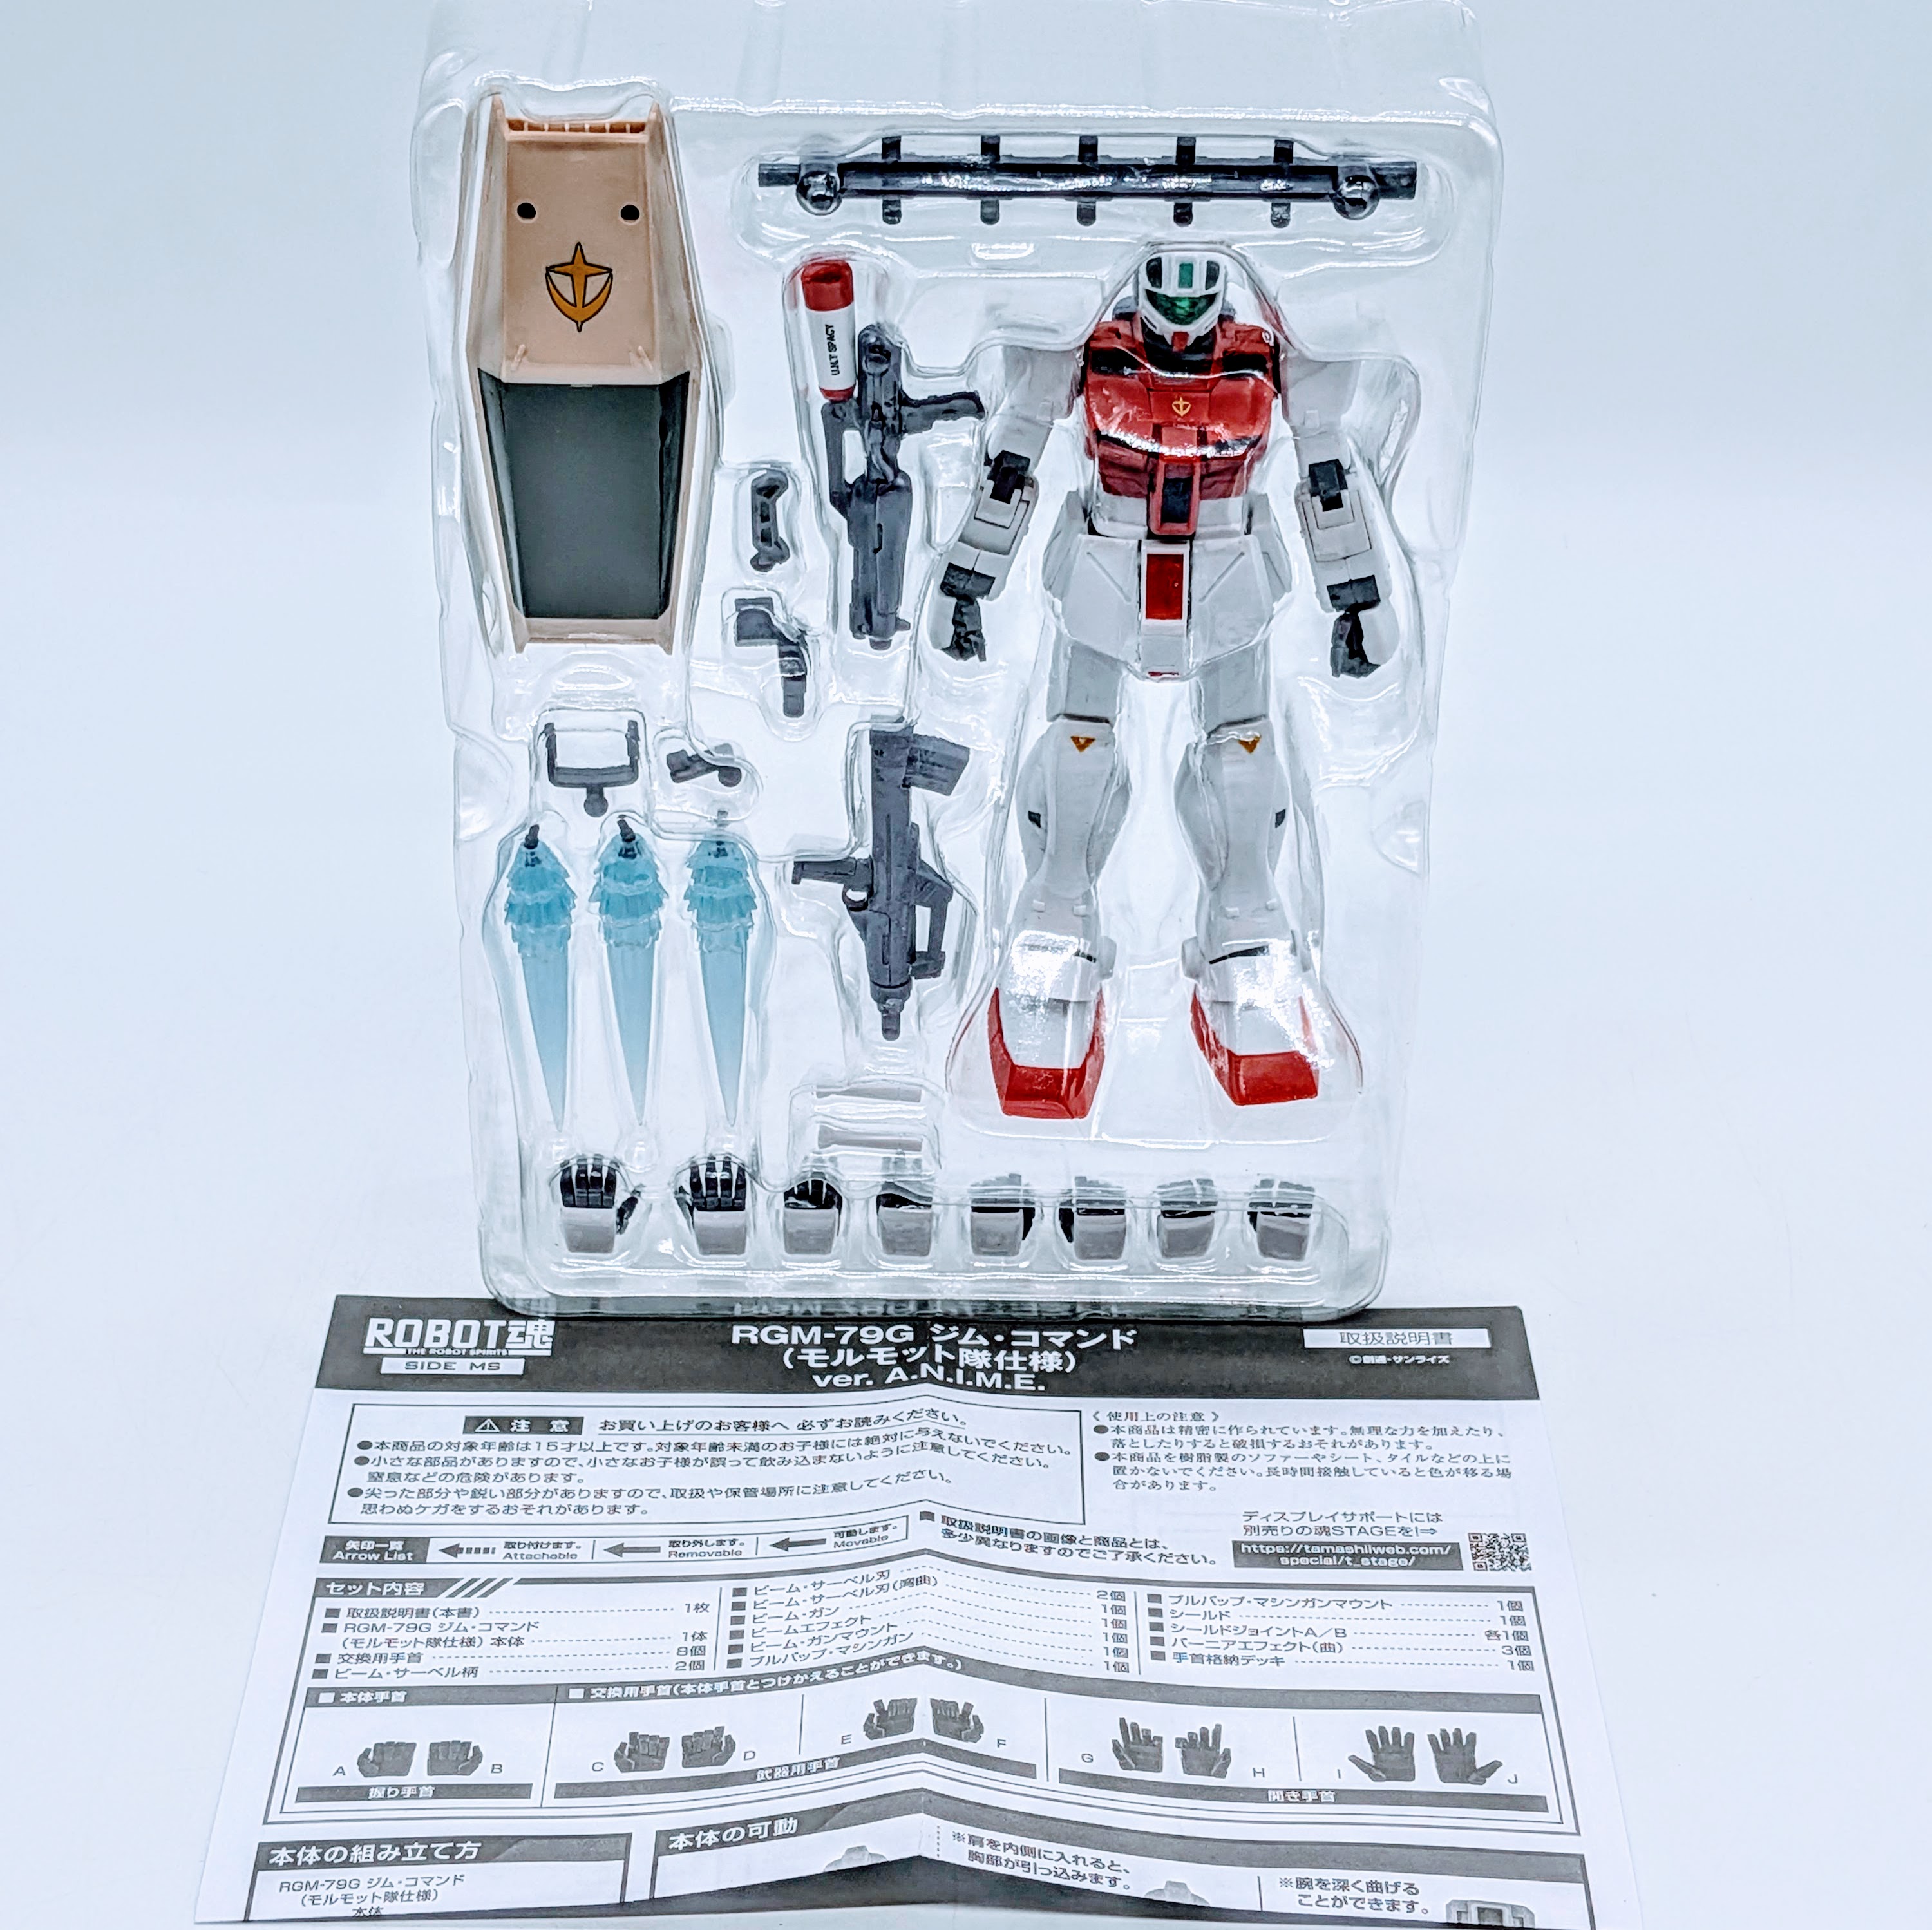 U.N.T SPACY
ROBOT魂
THE ROBOT SPIRITS
SIDE MS
RGM-79G ジム・コマンド
(モルモット隊仕様)
ver. A.N.I.M.E.
取扱説明書
©創通・サンライズ
注 意 お買い上げのお客様へ 必ずお読みください。
●本商品の対象年齢は15才以上です。対象年齢未満のお子様には絶対に与えないでください。
●小さな部品がありますので、小さなお子様が誤って飲み込まないように注意してください。
窒息などの危険があります。
●尖った部分や鋭い部分がありますので、取扱や保管場所に注意してください。
思わぬケガをするおそれがあります。
《 使用上の注意 》
●本商品は精密に作られています。無理な力を加えたり、
落としたりすると破損するおそれがあります。
●本商品を樹脂製のソファーやシート、タイルなどの上に
置かないでください。長時間接触していると色が移る場
合があります。
ディスプレイサポートには
別売りの魂STAGEを!⇒
https://tamashiiweb.com/
special/t_stage/
矢印一覧
Arrow List
取り付けます。
Attachable
取り外します。
Removable
可動します。
Movable
■ 取扱説明書の画像と商品とは、
多少異なりますのでご了承ください。
セット内容
■ 取扱説明書(本書) 1枚
■ RGM-79G ジム・コマンド
(モルモット隊仕様) 本体 1体
■ 交換用手首 8個
■ ビーム・サーベル柄 2個
■ ビーム・サーベル刃 2個
■ ビーム・サーベル刃(湾曲) 1個
■ ビーム・ガン 1個
■ ビームエフェクト 1個
■ ビーム・ガンマウント 1個
■ ブルパップ・マシンガン 1個
■ ブルパップ・マシンガンマウント 1個
■ シールド 1個
■ シールドジョイントA/B 各1個
■ バーニアエフェクト(曲) 3個
■ 手首格納デッキ 1個
■ 本体手首
■ 交換用手首(本体手首とつけかえることができます。)
A B C D E F G H I J
握り手首
武器用手首
開き手首
本体の組み立て方
RGM-79G ジム・コマンド
(モルモット隊仕様)
本体
本体の可動
※肩を内側に入れると、
胸部が引っ込みます。
※腕を深く曲げる
ことができます。